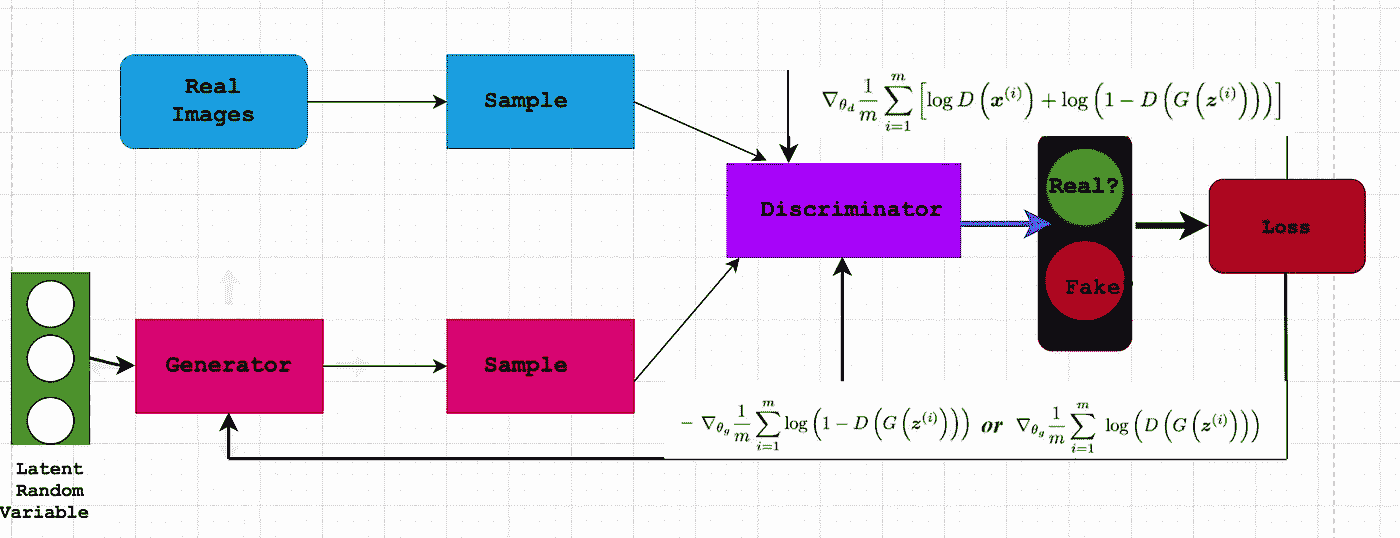 Real
Images
Sample
$\nabla_{\theta_d} \frac{1}{m} \sum_{i=1}^{m} \left[ \log D\left(\boldsymbol{x}^{(i)}\right) + \log\left(1 - D\left(G\left(\boldsymbol{z}^{(i)}\right)\right)\right) \right]$
Real?
Discriminator
Loss
Fake?
Generator
Sample
$- \nabla_{\theta_g} \frac{1}{m} \sum_{i=1}^{m} \log\left(1 - D\left(G\left(\boldsymbol{z}^{(i)}\right)\right)\right)$ or $\nabla_{\theta_g} \frac{1}{m} \sum_{i=1}^{m} \log\left(D\left(G\left(\boldsymbol{z}^{(i)}\right)\right)\right)$
Latent
Random
Variable